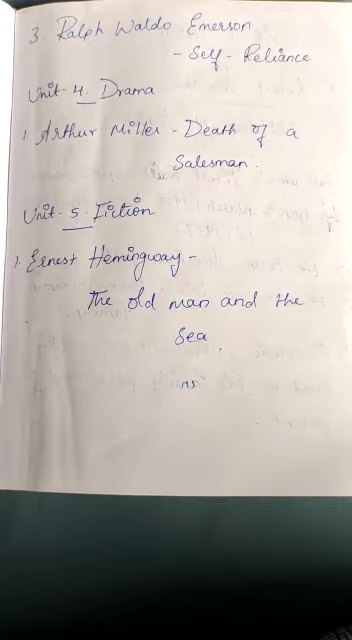 3. Ralph Waldo Emerson
- Self-Reliance
Unit-4. Drama
1. Arthur Miller - Death of a
Salesman.
Unit-5. Fiction
1. Ernest Hemingway -
The old man and the
Sea